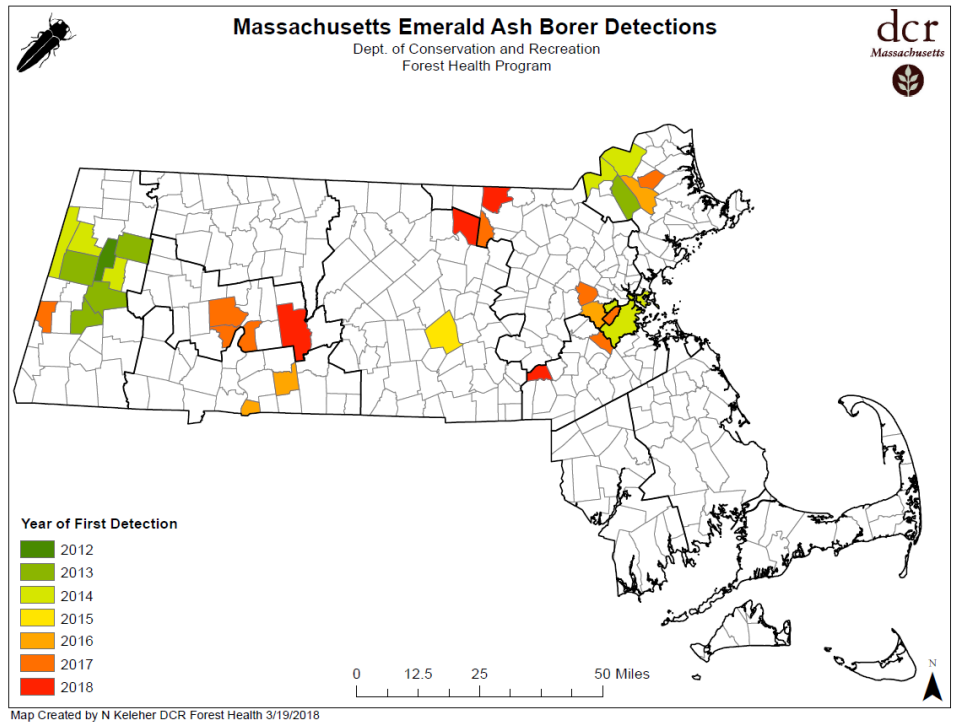 Massachusetts Emerald Ash Borer Detections
Dept. of Conservation and Recreation
Forest Health Program
dcr
Massachusetts
Year of First Detection
2012
2013
2014
2015
2016
2017
2018
0 12.5 25 50 Miles
N
Map Created by N Keleher DCR Forest Health 3/19/2018